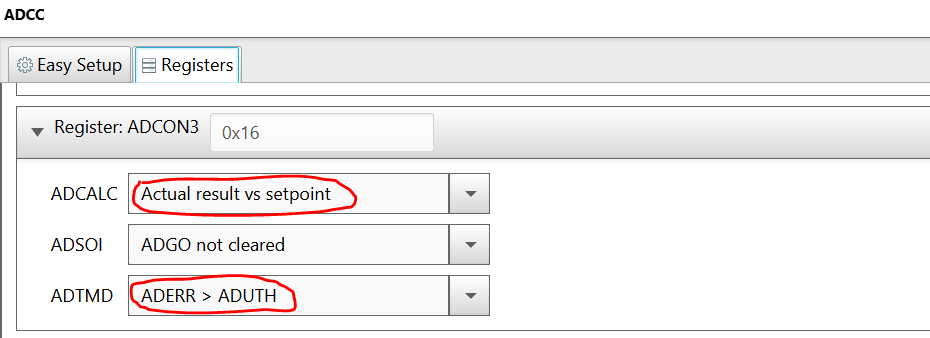 ADCC
Easy Setup
Registers
Register: ADCON3
0x16
ADCALC
Actual result vs setpoint
ADSOI
ADGO not cleared
ADTMD
ADERR > ADUTH